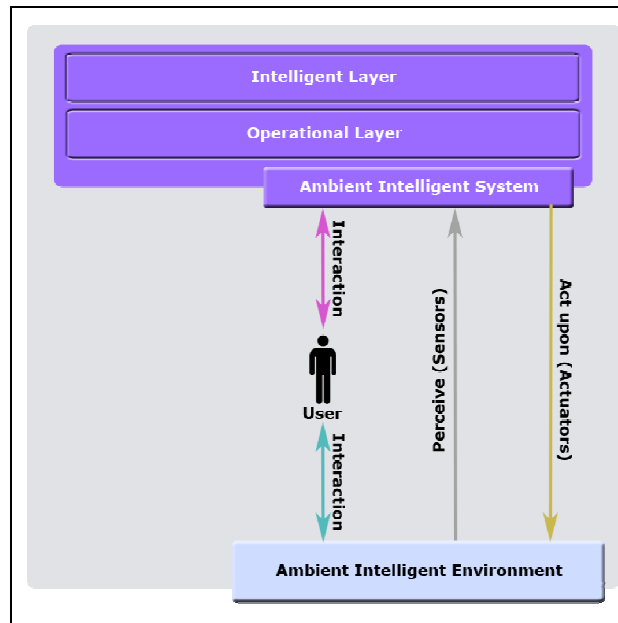 Intelligent Layer
Operational Layer
Ambient Intelligent System
Interaction
Perceive (Sensors)
Act upon (Actuators)
User
Interaction
Ambient Intelligent Environment